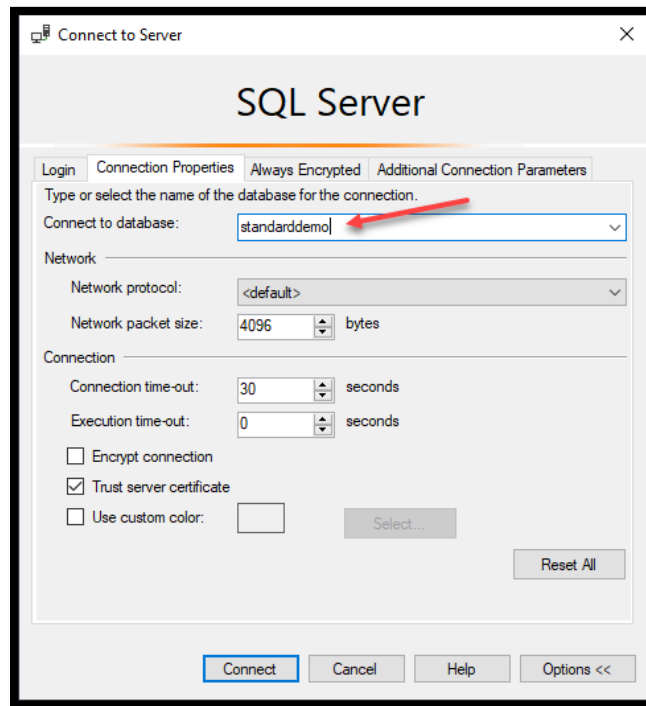 Connect to Server
SQL Server
Login Connection Properties Always Encrypted Additional Connection Parameters
Type or select the name of the database for the connection.
Connect to database: standarddemo
Network
Network protocol: <default>
Network packet size: 4096 bytes
Connection
Connection time-out: 30 seconds
Execution time-out: 0 seconds
Encrypt connection
Trust server certificate
Use custom color: Select...
Reset All
Connect Cancel Help Options <<